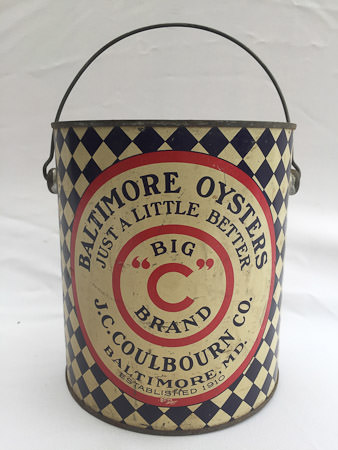 BALTIMORE OYSTERS
JUST A LITTLE BETTER
BIG
"C"
BRAND
J.C. COULBOURN CO.
BALTIMORE, MD.
ESTABLISHED 1910